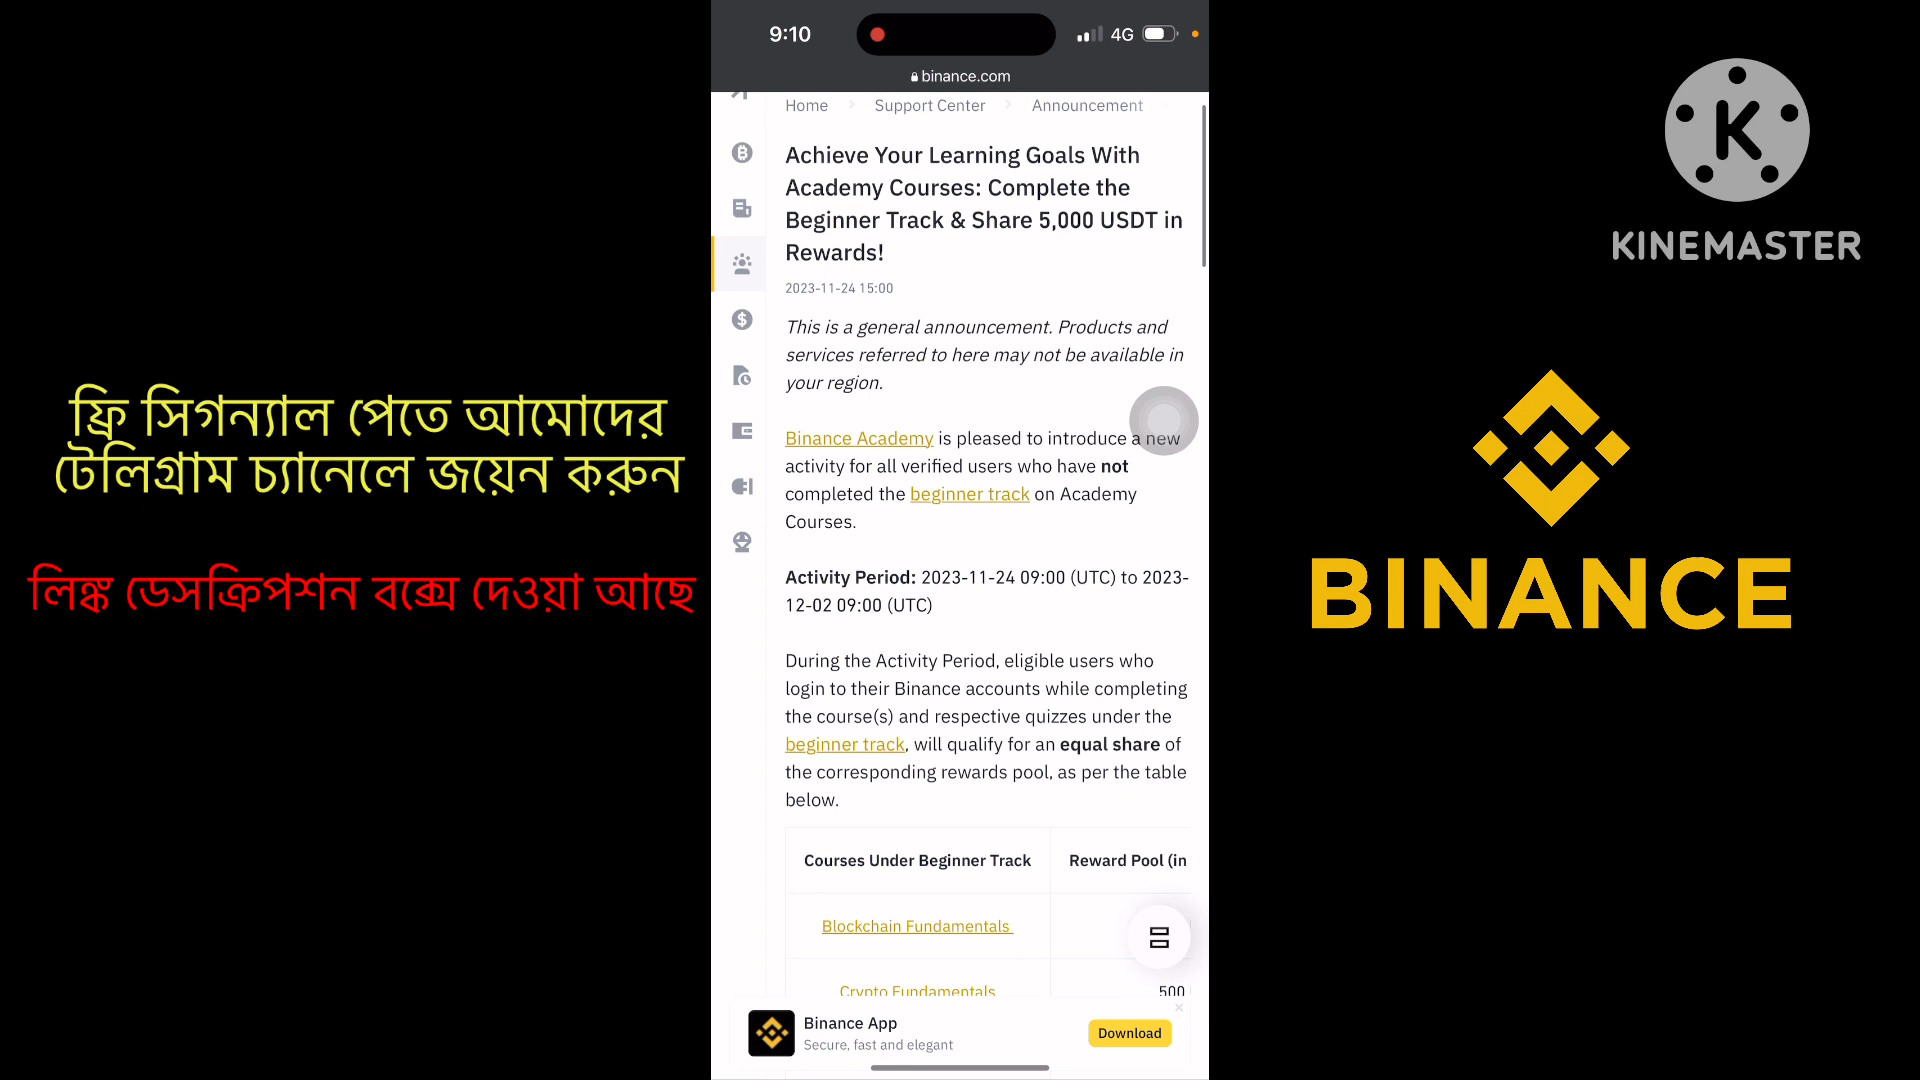 ফ্রি সিগন্যাল পেতে আমাদের
টেলিগ্রাম চ্যানেলে জয়েন করুন
লিঙ্ক ডেসক্রিপশন বক্সে দেওয়া আছে
9:10
4G
binance.com
Home
Support Center
Announcement
Achieve Your Learning Goals With
Academy Courses: Complete the
Beginner Track & Share 5,000 USDT in
Rewards!
2023-11-24 15:00
This is a general announcement. Products and
services referred to here may not be available in
your region.
Binance Academy is pleased to introduce a new
activity for all verified users who have not
completed the beginner track on Academy
Courses.
Activity Period: 2023-11-24 09:00 (UTC) to 2023-
12-02 09:00 (UTC)
During the Activity Period, eligible users who
login to their Binance accounts while completing
the course(s) and respective quizzes under the
beginner track, will qualify for an equal share of
the corresponding rewards pool, as per the table
below.
Courses Under Beginner Track
Reward Pool (in
Blockchain Fundamentals
Crypto Fundamentals
500
Binance App
Secure, fast and elegant
Download
K
KINEMASTER
BINANCE